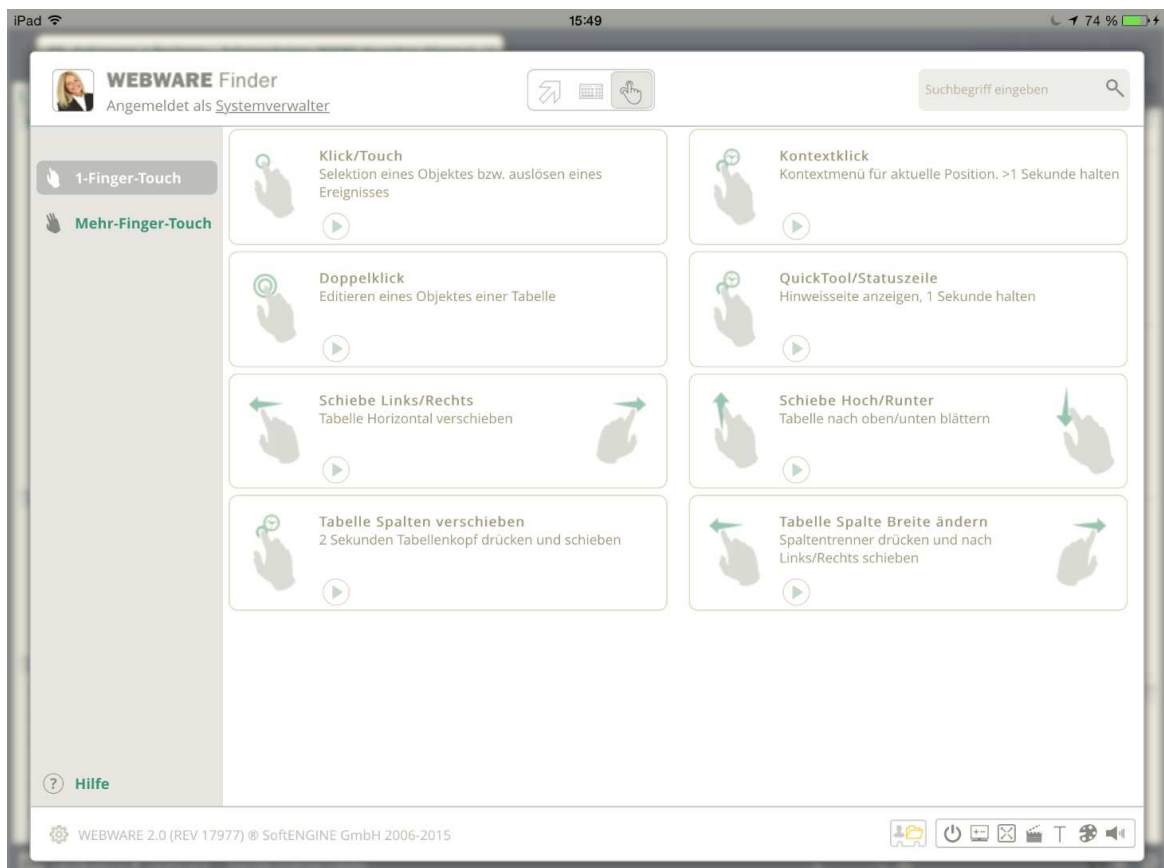 iPad 15:49 74 %
WEBWARE Finder
Angemeldet als Systemverwalter
Suchbegriff eingeben
1-Finger-Touch
Mehr-Finger-Touch
Klick/Touch
Selektion eines Objektes bzw. auslösen eines
Ereignisses
Kontextklick
Kontextmenü für aktuelle Position. >1 Sekunde halten
Doppelklick
Editieren eines Objektes einer Tabelle
QuickTool/Statuszeile
Hinweisseite anzeigen, 1 Sekunde halten
Schiebe Links/Rechts
Tabelle Horizontal verschieben
Schiebe Hoch/Runter
Tabelle nach oben/unten blättern
Tabelle Spalten verschieben
2 Sekunden Tabellenkopf drücken und schieben
Tabelle Spalte Breite ändern
Spaltentrenner drücken und nach
Links/Rechts schieben
? Hilfe
WEBWARE 2.0 (REV 17977) ® SoftENGINE GmbH 2006-2015
T